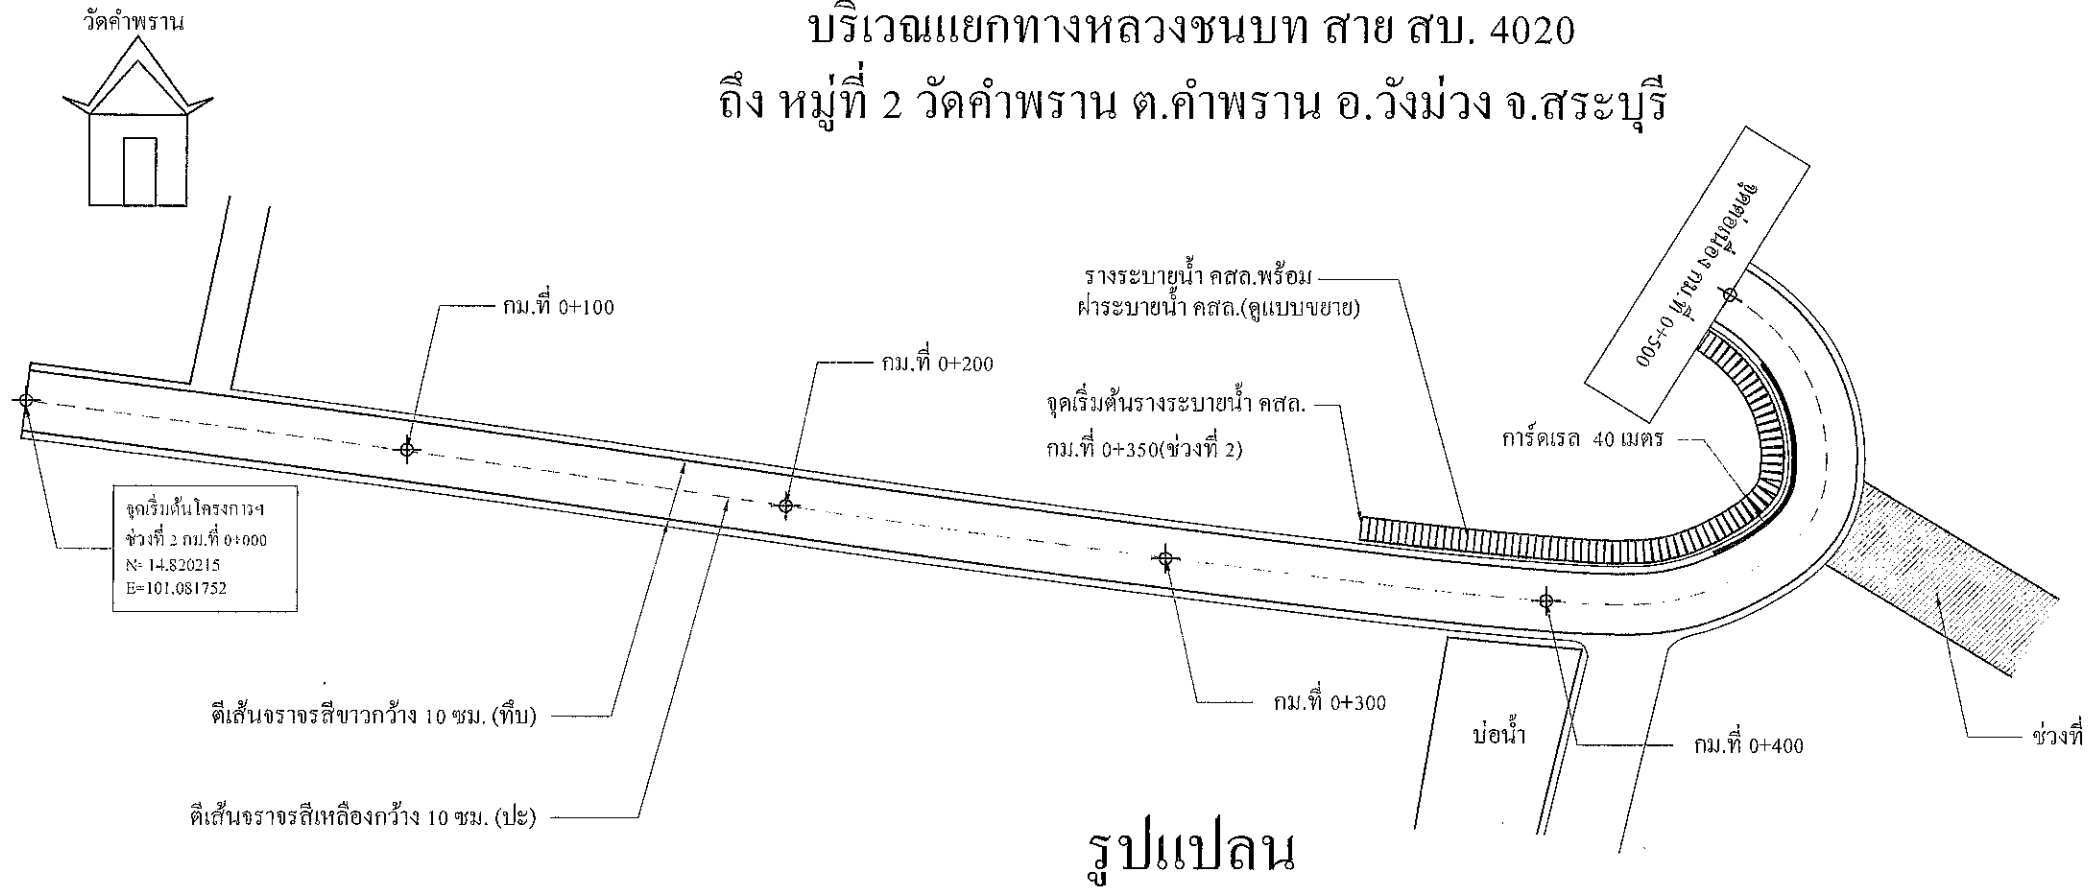 วัดคำพราน
บริเวณแยกทางหลวงชนบท สาย สบ. 4020
ถึง หมู่ที่ 2 วัดคำพราน ต.คำพราน อ.วังม่วง จ.สระบุรี
จุดต่อเนื่อง กม.ที่ 0+500
กม.ที่ 0+100
รางระบายน้ำ คสล.พร้อม
ฝาระบายน้ำ คสล.(ดูแบบขยาย)
กม.ที่ 0+200
จุดเริ่มต้นรางระบายน้ำ คสล.
กม.ที่ 0+350(ช่วงที่ 2)
การ์ดเรล 40 เมตร
จุดเริ่มต้นโครงการฯ
ช่วงที่ 2 กม.ที่ 0+000
N= 14.820215
E=101.081752
ตีเส้นจราจรสีขาวกว้าง 10 ซม. (ทึบ)
กม.ที่ 0+300
บ่อน้ำ
กม.ที่ 0+400
ช่วงที่
ตีเส้นจราจรสีเหลืองกว้าง 10 ซม. (ปะ)
รูปแปลน